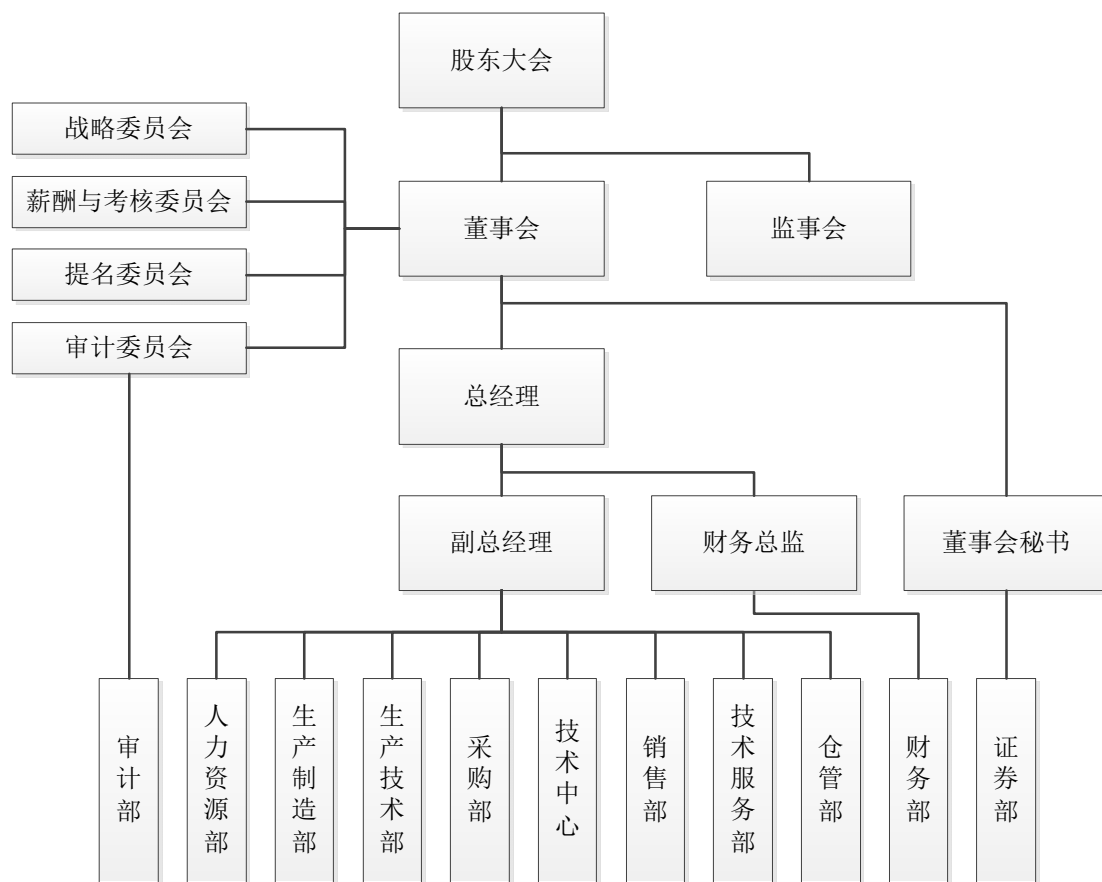 股东大会
战略委员会
薪酬与考核委员会
董事会
监事会
提名委员会
审计委员会
总经理
副总经理
财务总监
董事会秘书
审计部
人力资源部
生产制造部
生产技术部
采购部
技术中心
销售部
技术服务部
仓管部
财务部
证券部